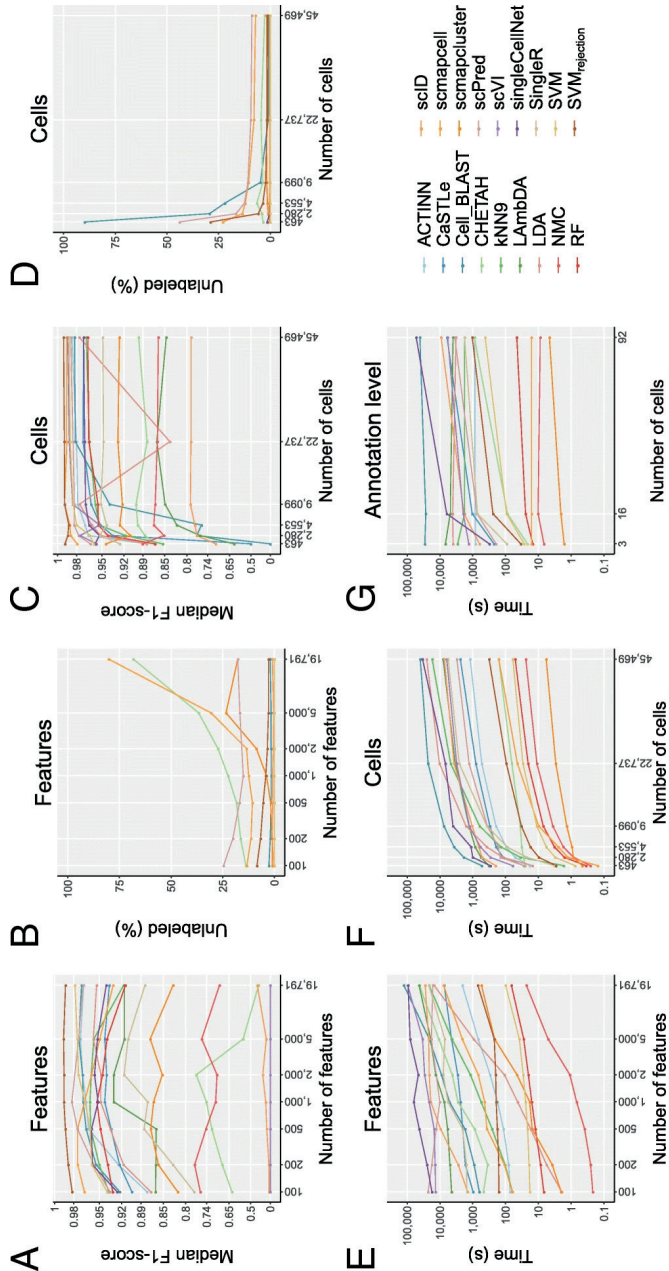 A
Features
Median F1-score
1
0.98
0.95
0.92
0.89
0.85
0.81
0.74
0.65
0
100
200
500
1,000
2,000
5,000
19,791
Number of features
B
Features
Unlabeled (%)
100
75
50
25
0
100
200
500
1,000
2,000
5,000
19,791
Number of features
C
Cells
Median F1-score
1
0.98
0.95
0.92
0.89
0.85
0.81
0.74
0.65
0
463
2,280
4,553
9,099
22,737
45,469
Number of cells
D
Cells
Unlabeled (%)
100
75
50
25
0
463
2,280
4,553
9,099
22,737
45,469
Number of cells
E
Features
Time (s)
100,000
10,000
1,000
100
10
1
0.1
100
200
500
1,000
2,000
5,000
19,791
Number of features
F
Cells
Time (s)
100,000
10,000
1,000
100
10
1
0.1
463
2,280
4,553
9,099
22,737
45,469
Number of cells
G
Annotation level
Time (s)
100,000
10,000
1,000
100
10
1
0.1
3
16
92
Number of cells
ACTINN
CaSTLe
Cell_BLAST
CHETAH
kNN9
LAmbDA
LDA
NMC
RF
scID
scmapcell
scmapcluster
scPred
scVI
singleCellNet
SingleR
SVM
SVMrejection